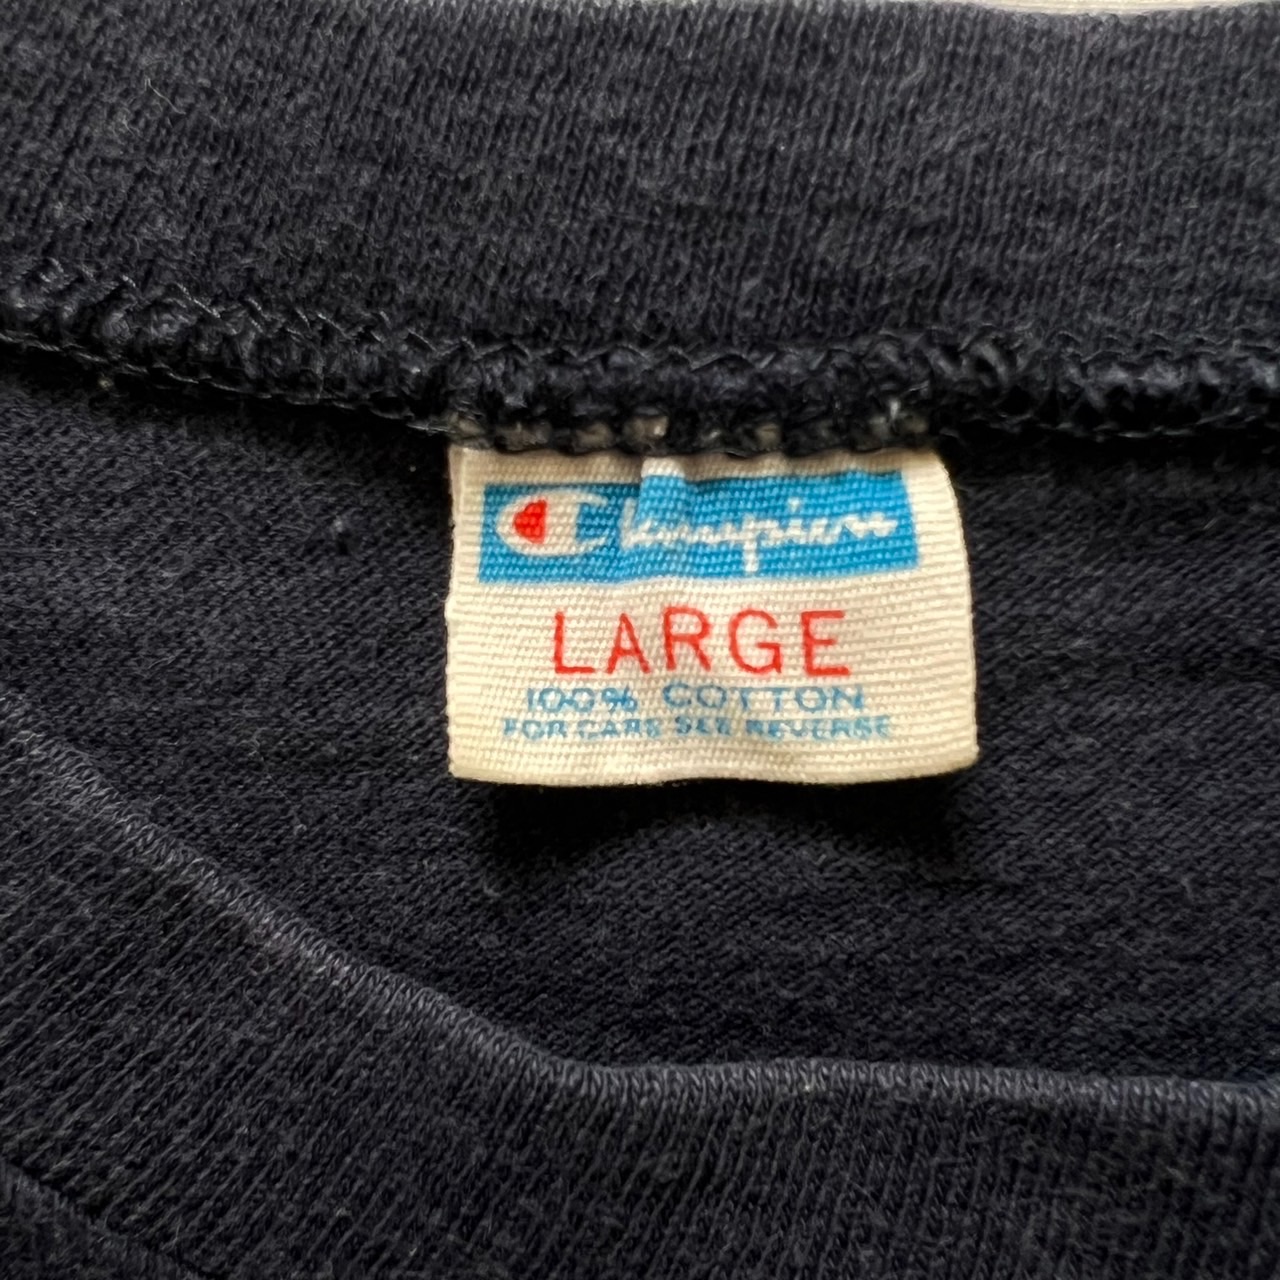 Champion
LARGE
100% COTTON
FOR CARE SEE REVERSE